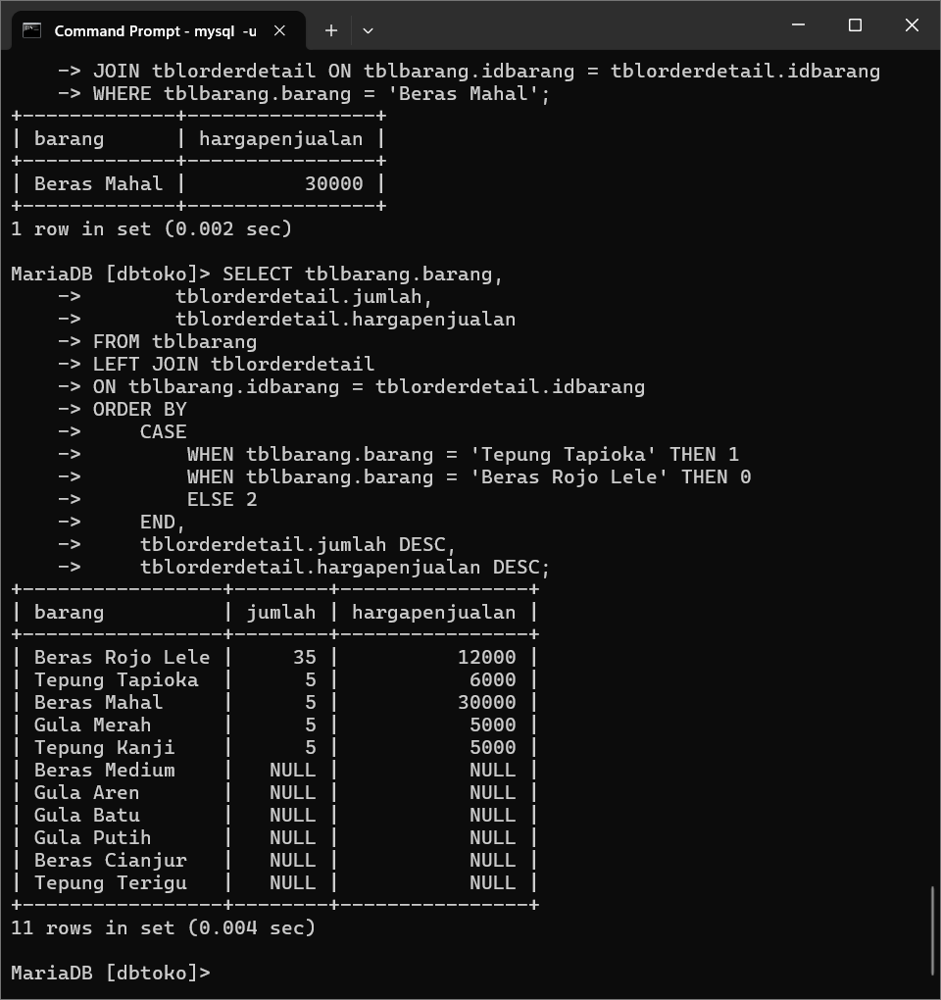 Command Prompt - mysql -u
    -> JOIN tblorderdetail ON tblbarang.idbarang = tblorderdetail.idbarang
    -> WHERE tblbarang.barang = 'Beras Mahal';
+-------------+----------------+
| barang      | hargapenjualan |
+-------------+----------------+
| Beras Mahal |          30000 |
+-------------+----------------+
1 row in set (0.002 sec)

MariaDB [dbtoko]> SELECT tblbarang.barang,
    ->        tblorderdetail.jumlah,
    ->        tblorderdetail.hargapenjualan
    -> FROM tblbarang
    -> LEFT JOIN tblorderdetail
    -> ON tblbarang.idbarang = tblorderdetail.idbarang
    -> ORDER BY
    ->     CASE
    ->         WHEN tblbarang.barang = 'Tepung Tapioka' THEN 1
    ->         WHEN tblbarang.barang = 'Beras Rojo Lele' THEN 0
    ->         ELSE 2
    ->     END,
    ->     tblorderdetail.jumlah DESC,
    ->     tblorderdetail.hargapenjualan DESC;
+-----------------+--------+----------------+
| barang          | jumlah | hargapenjualan |
+-----------------+--------+----------------+
| Beras Rojo Lele |     35 |          12000 |
| Tepung Tapioka  |      5 |           6000 |
| Beras Mahal     |      5 |          30000 |
| Gula Merah      |      5 |           5000 |
| Tepung Kanji    |      5 |           5000 |
| Beras Medium    |   NULL |           NULL |
| Gula Aren       |   NULL |           NULL |
| Gula Batu       |   NULL |           NULL |
| Gula Putih      |   NULL |           NULL |
| Beras Cianjur   |   NULL |           NULL |
| Tepung Terigu   |   NULL |           NULL |
+-----------------+--------+----------------+
11 rows in set (0.004 sec)

MariaDB [dbtoko]>